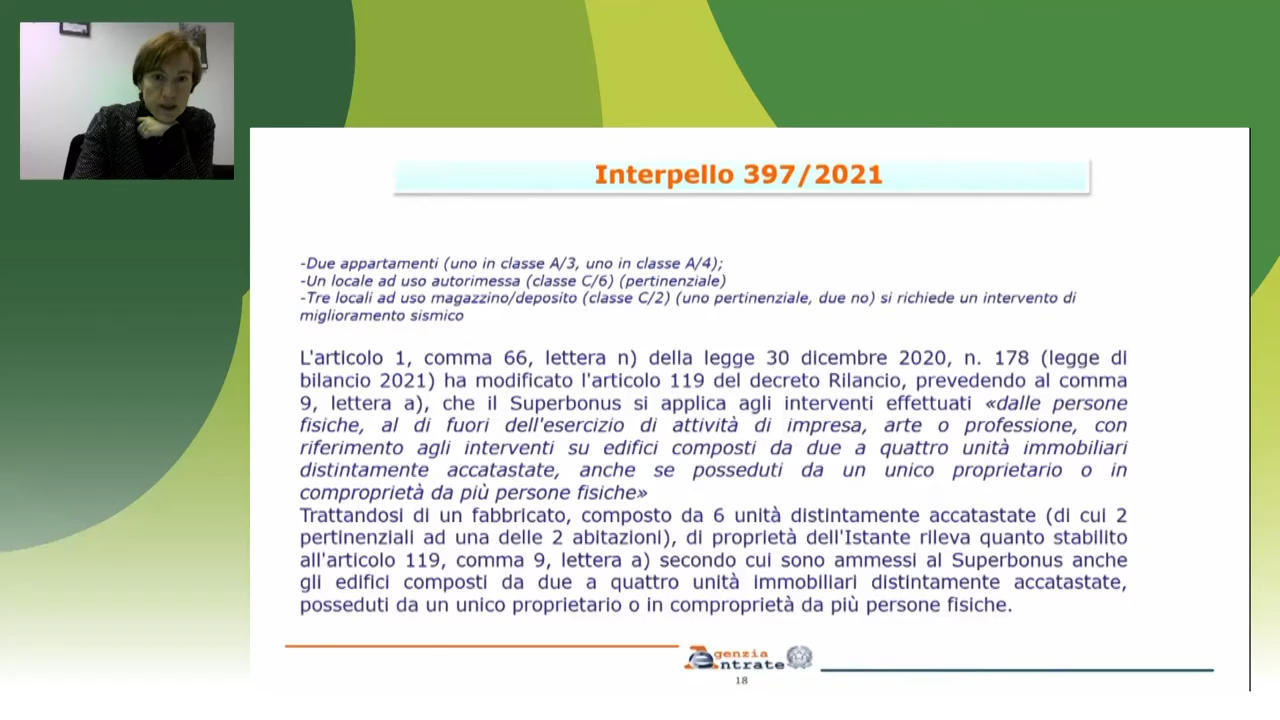 Interpello 397/2021
-Due appartamenti (uno in classe A/3, uno in classe A/4);
-Un locale ad uso autorimessa (classe C/6) (pertinenziale)
-Tre locali ad uso magazzino/deposito (classe C/2) (uno pertinenziale, due no) si richiede un intervento di
miglioramento sismico
L'articolo 1, comma 66, lettera n) della legge 30 dicembre 2020, n. 178 (legge di
bilancio 2021) ha modificato l'articolo 119 del decreto Rilancio, prevedendo al comma
9, lettera a), che il Superbonus si applica agli interventi effettuati «dalle persone
fisiche, al di fuori dell'esercizio di attività di impresa, arte o professione, con
riferimento agli interventi su edifici composti da due a quattro unità immobiliari
distintamente accatastate, anche se posseduti da un unico proprietario o in
comproprietà da più persone fisiche»
Trattandosi di un fabbricato, composto da 6 unità distintamente accatastate (di cui 2
pertinenziali ad una delle 2 abitazioni), di proprietà dell'Istante rileva quanto stabilito
all'articolo 119, comma 9, lettera a) secondo cui sono ammessi al Superbonus anche
gli edifici composti da due a quattro unità immobiliari distintamente accatastate,
posseduti da un unico proprietario o in comproprietà da più persone fisiche.
Agenzia
Entrate
18